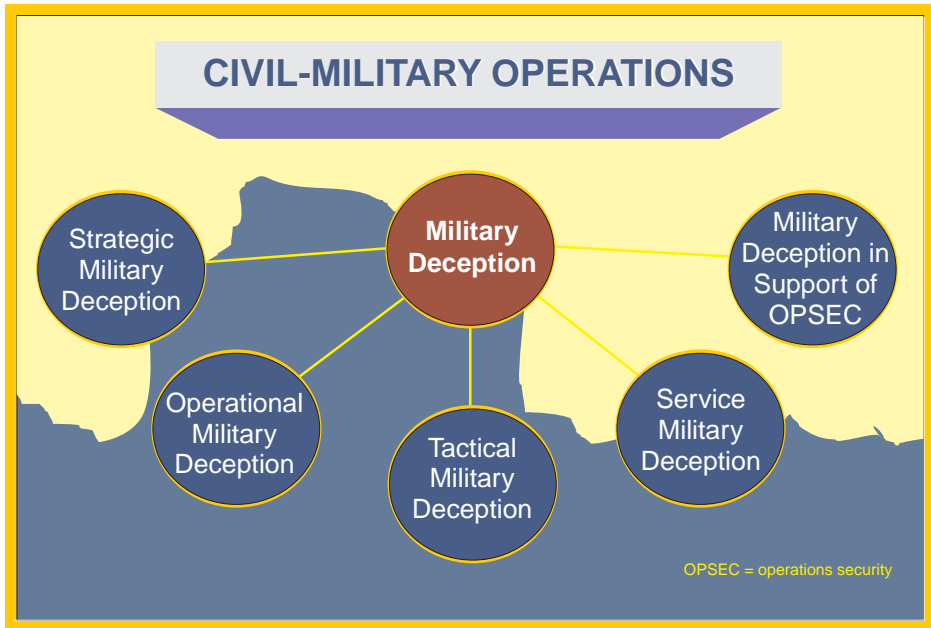 CIVIL-MILITARY OPERATIONS
Military
Deception
Strategic
Military
Deception
Operational
Military
Deception
Tactical
Military
Deception
Service
Military
Deception
Military
Deception in
Support of
OPSEC
OPSEC = operations security